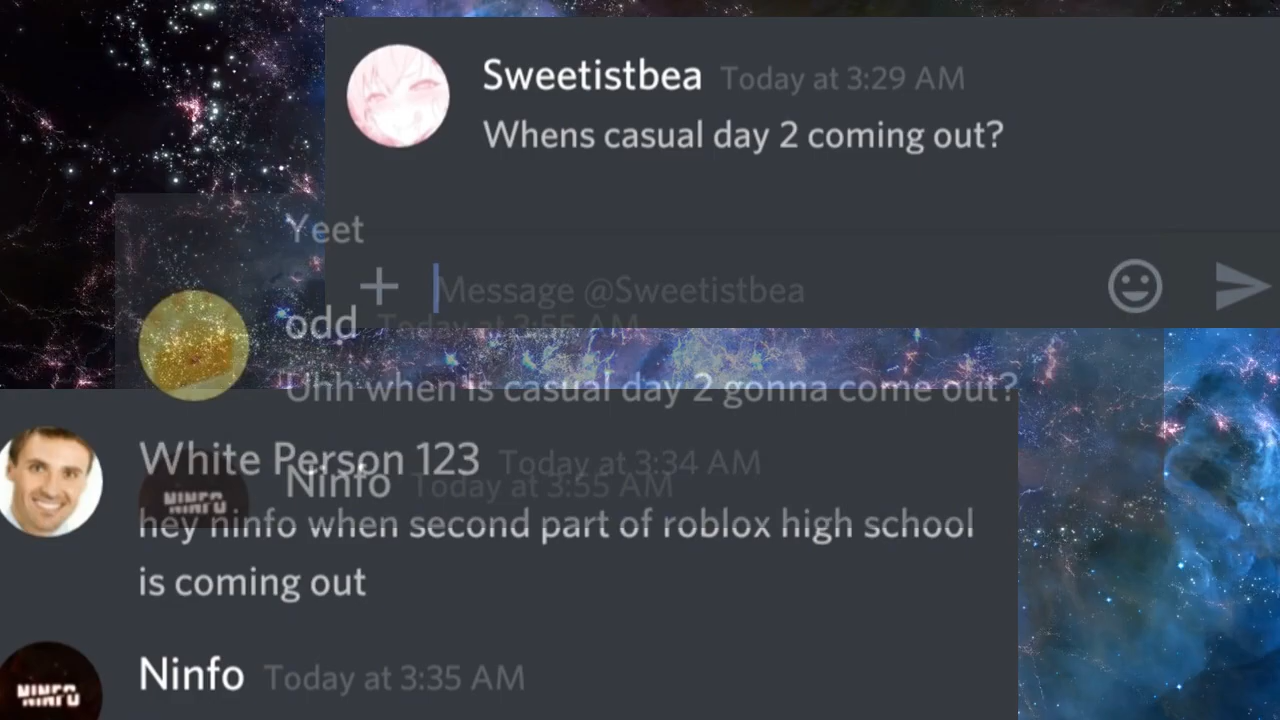 Sweetistbea Today at 3:29 AM
Whens casual day 2 coming out?
Yeet
Message @Sweetistbea
odd Today at 3:55 AM
Uhh when is casual day 2 gonna come out?
White Person 123 Today at 3:34 AM
Ninfo Today at 3:55 AM
NINFO
hey ninfo when second part of roblox high school
is coming out
Ninfo Today at 3:35 AM
NINFO